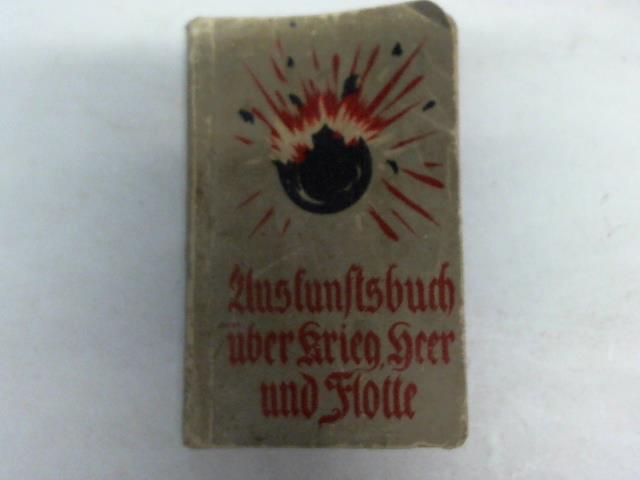 Auskunftsbuch
über Krieg, Heer
und Flotte